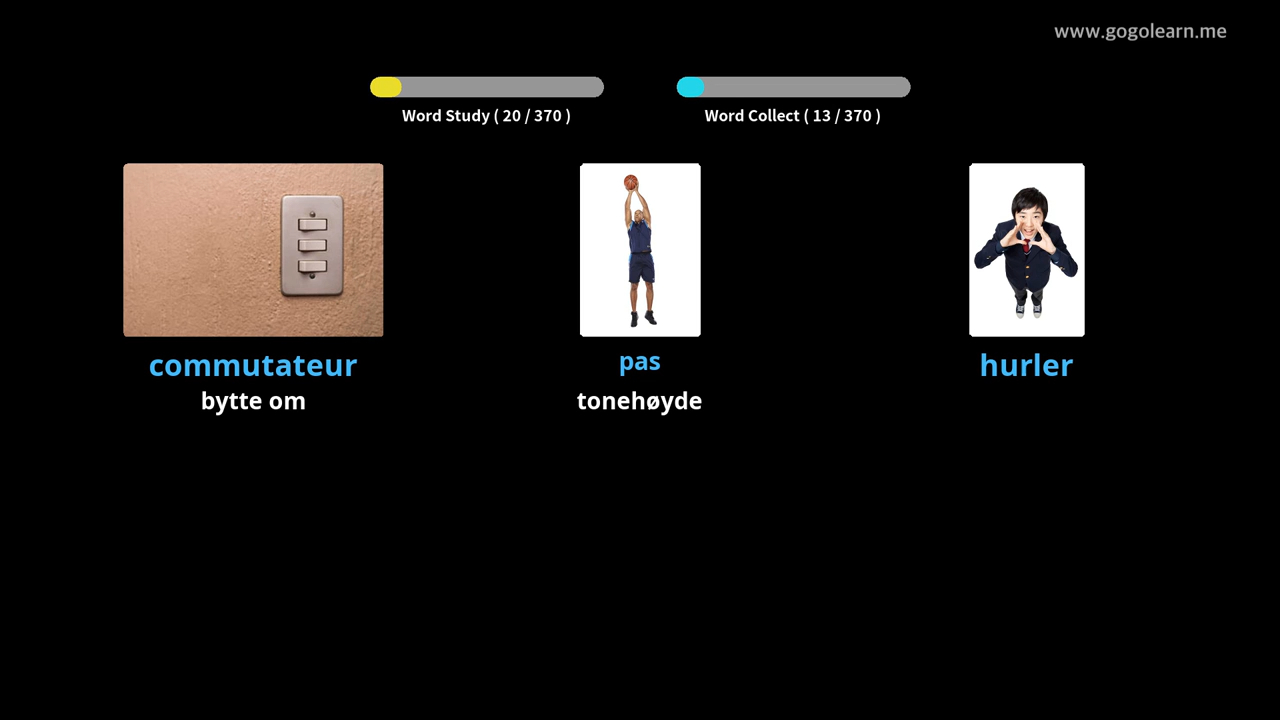 www.gogolearn.me
Word Study ( 20 / 370 )
Word Collect ( 13 / 370 )
commutateur
bytte om
pas
tonehøyde
hurler